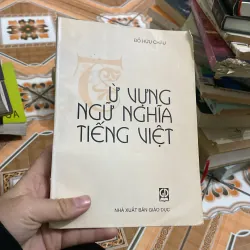 ĐỖ HỮU CHÂU
TỪ VỰNG
NGỮ NGHĨA
TIẾNG VIỆT
NHÀ XUẤT BẢN GIÁO DỤC